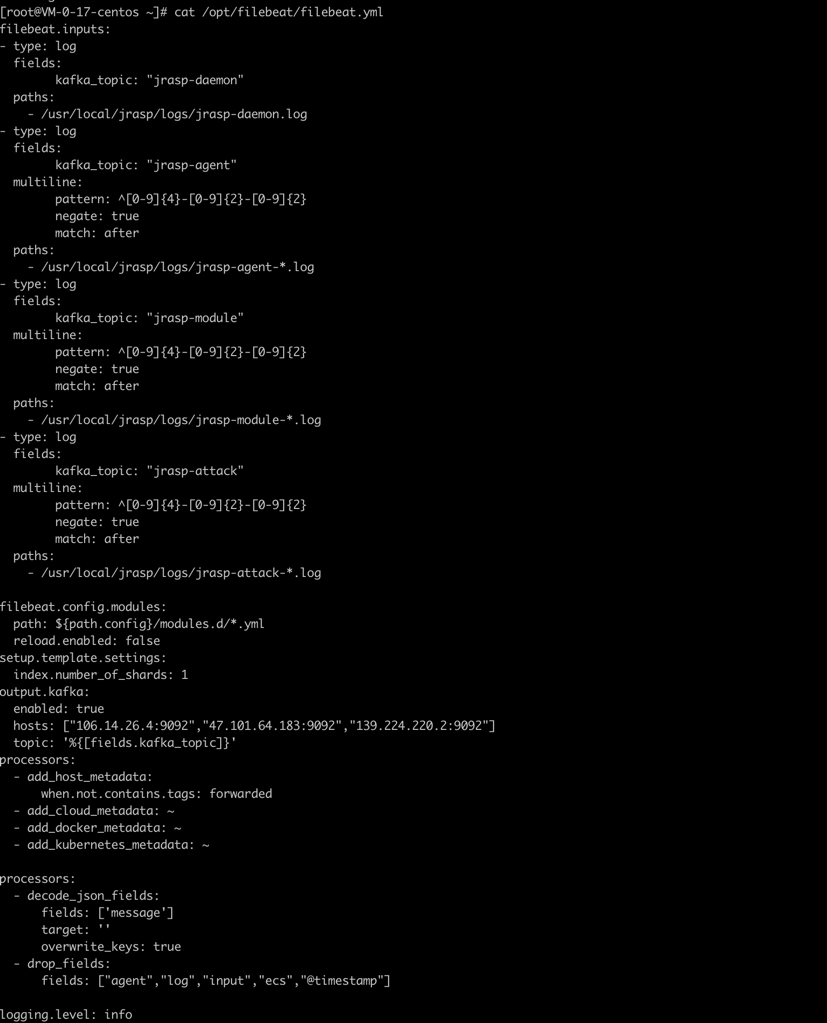 [root@VM-0-17-centos ~]# cat /opt/filebeat/filebeat.yml
filebeat.inputs:
- type: log
  fields:
        kafka_topic: "jrasp-daemon"
  paths:
    - /usr/local/jrasp/logs/jrasp-daemon.log
- type: log
  fields:
        kafka_topic: "jrasp-agent"
  multiline:
        pattern: ^[0-9]{4}-[0-9]{2}-[0-9]{2}
        negate: true
        match: after
  paths:
    - /usr/local/jrasp/logs/jrasp-agent-*.log
- type: log
  fields:
        kafka_topic: "jrasp-module"
  multiline:
        pattern: ^[0-9]{4}-[0-9]{2}-[0-9]{2}
        negate: true
        match: after
  paths:
    - /usr/local/jrasp/logs/jrasp-module-*.log
- type: log
  fields:
        kafka_topic: "jrasp-attack"
  multiline:
        pattern: ^[0-9]{4}-[0-9]{2}-[0-9]{2}
        negate: true
        match: after
  paths:
    - /usr/local/jrasp/logs/jrasp-attack-*.log

filebeat.config.modules:
  path: ${path.config}/modules.d/*.yml
  reload.enabled: false
setup.template.settings:
  index.number_of_shards: 1
output.kafka:
  enabled: true
  hosts: ["106.14.26.4:9092","47.101.64.183:9092","139.224.220.2:9092"]
  topic: '%{[fields.kafka_topic]}'
processors:
  - add_host_metadata:
      when.not.contains.tags: forwarded
  - add_cloud_metadata: ~
  - add_docker_metadata: ~
  - add_kubernetes_metadata: ~

processors:
  - decode_json_fields:
      fields: ['message']
      target: ''
      overwrite_keys: true
  - drop_fields:
      fields: ["agent","log","input","ecs","@timestamp"]

logging.level: info